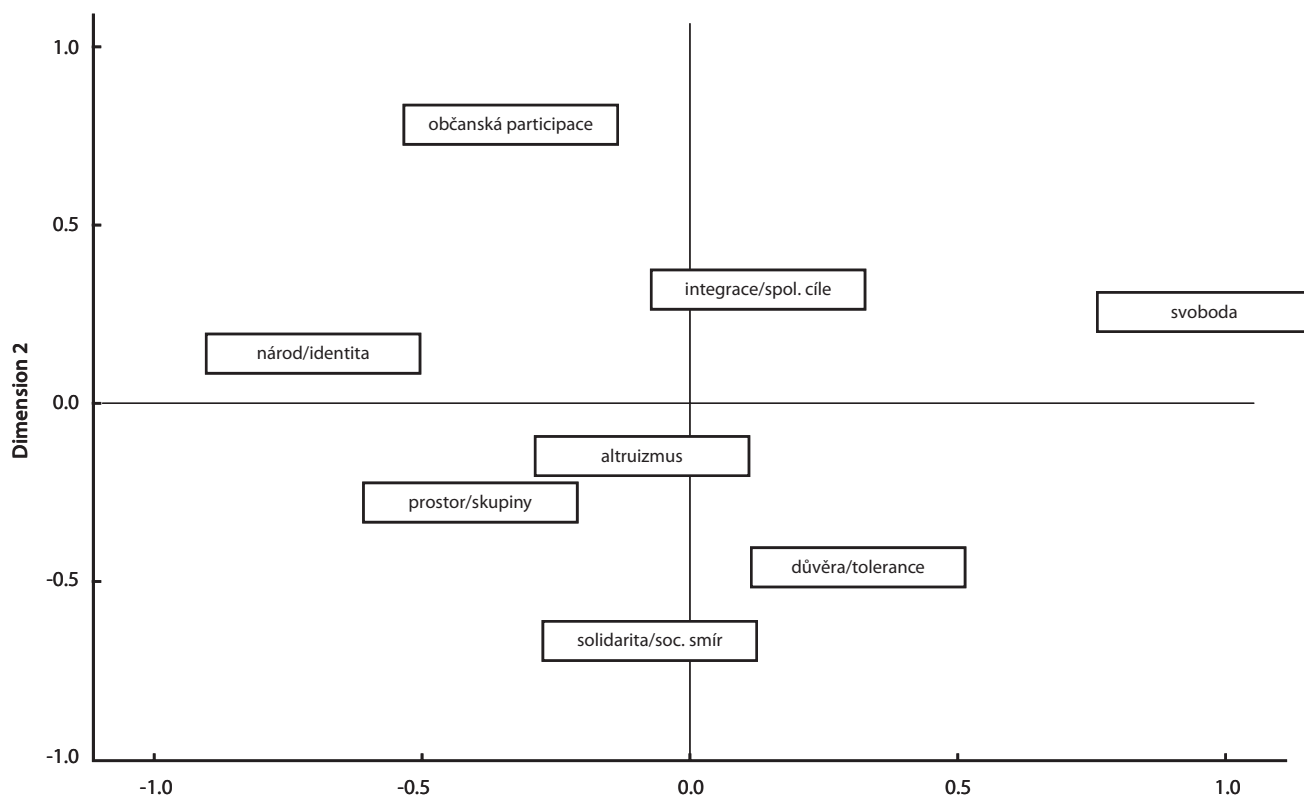 1.0
občanská participace
0.5
integrace/spol. cíle
svoboda
národ/identita
Dimension 2
0.0
altruizmus
prostor/skupiny
důvěra/tolerance
-0.5
solidarita/soc. smír
-1.0
-1.0 -0.5 0.0 0.5 1.0